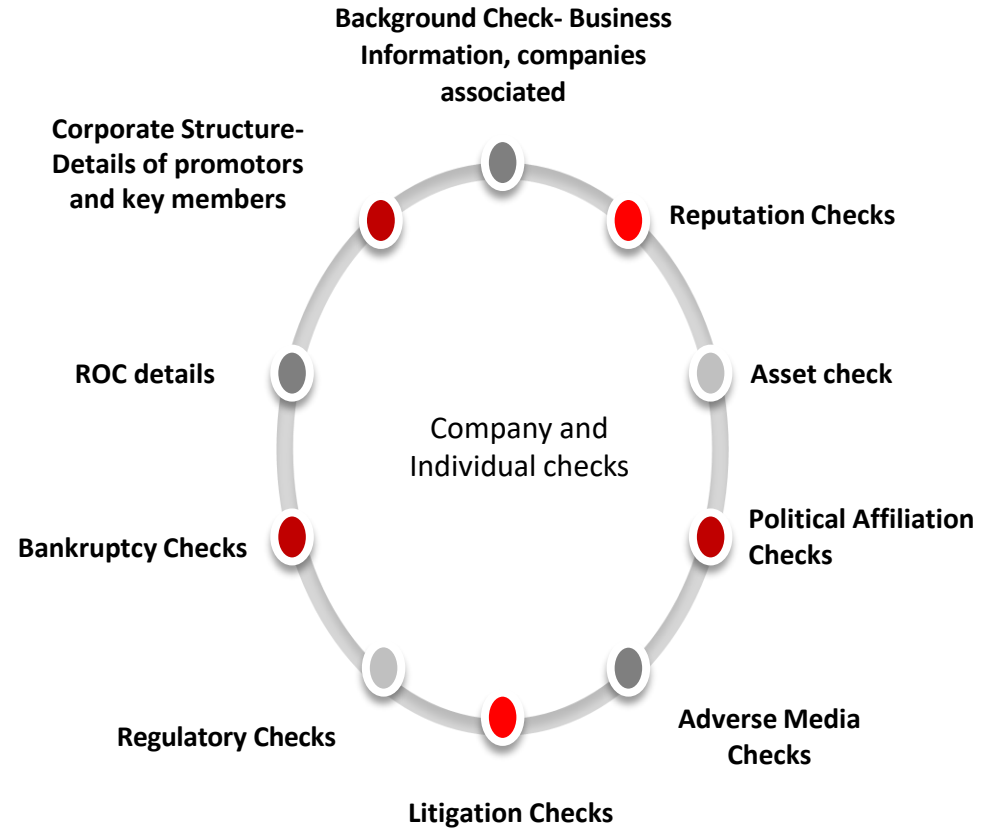 Background Check- Business
Information, companies
associated
Corporate Structure-
Details of promotors
and key members
Reputation Checks
ROC details
Asset check
Company and
Individual checks
Political Affiliation
Checks
Bankruptcy Checks
Adverse Media
Checks
Regulatory Checks
Litigation Checks